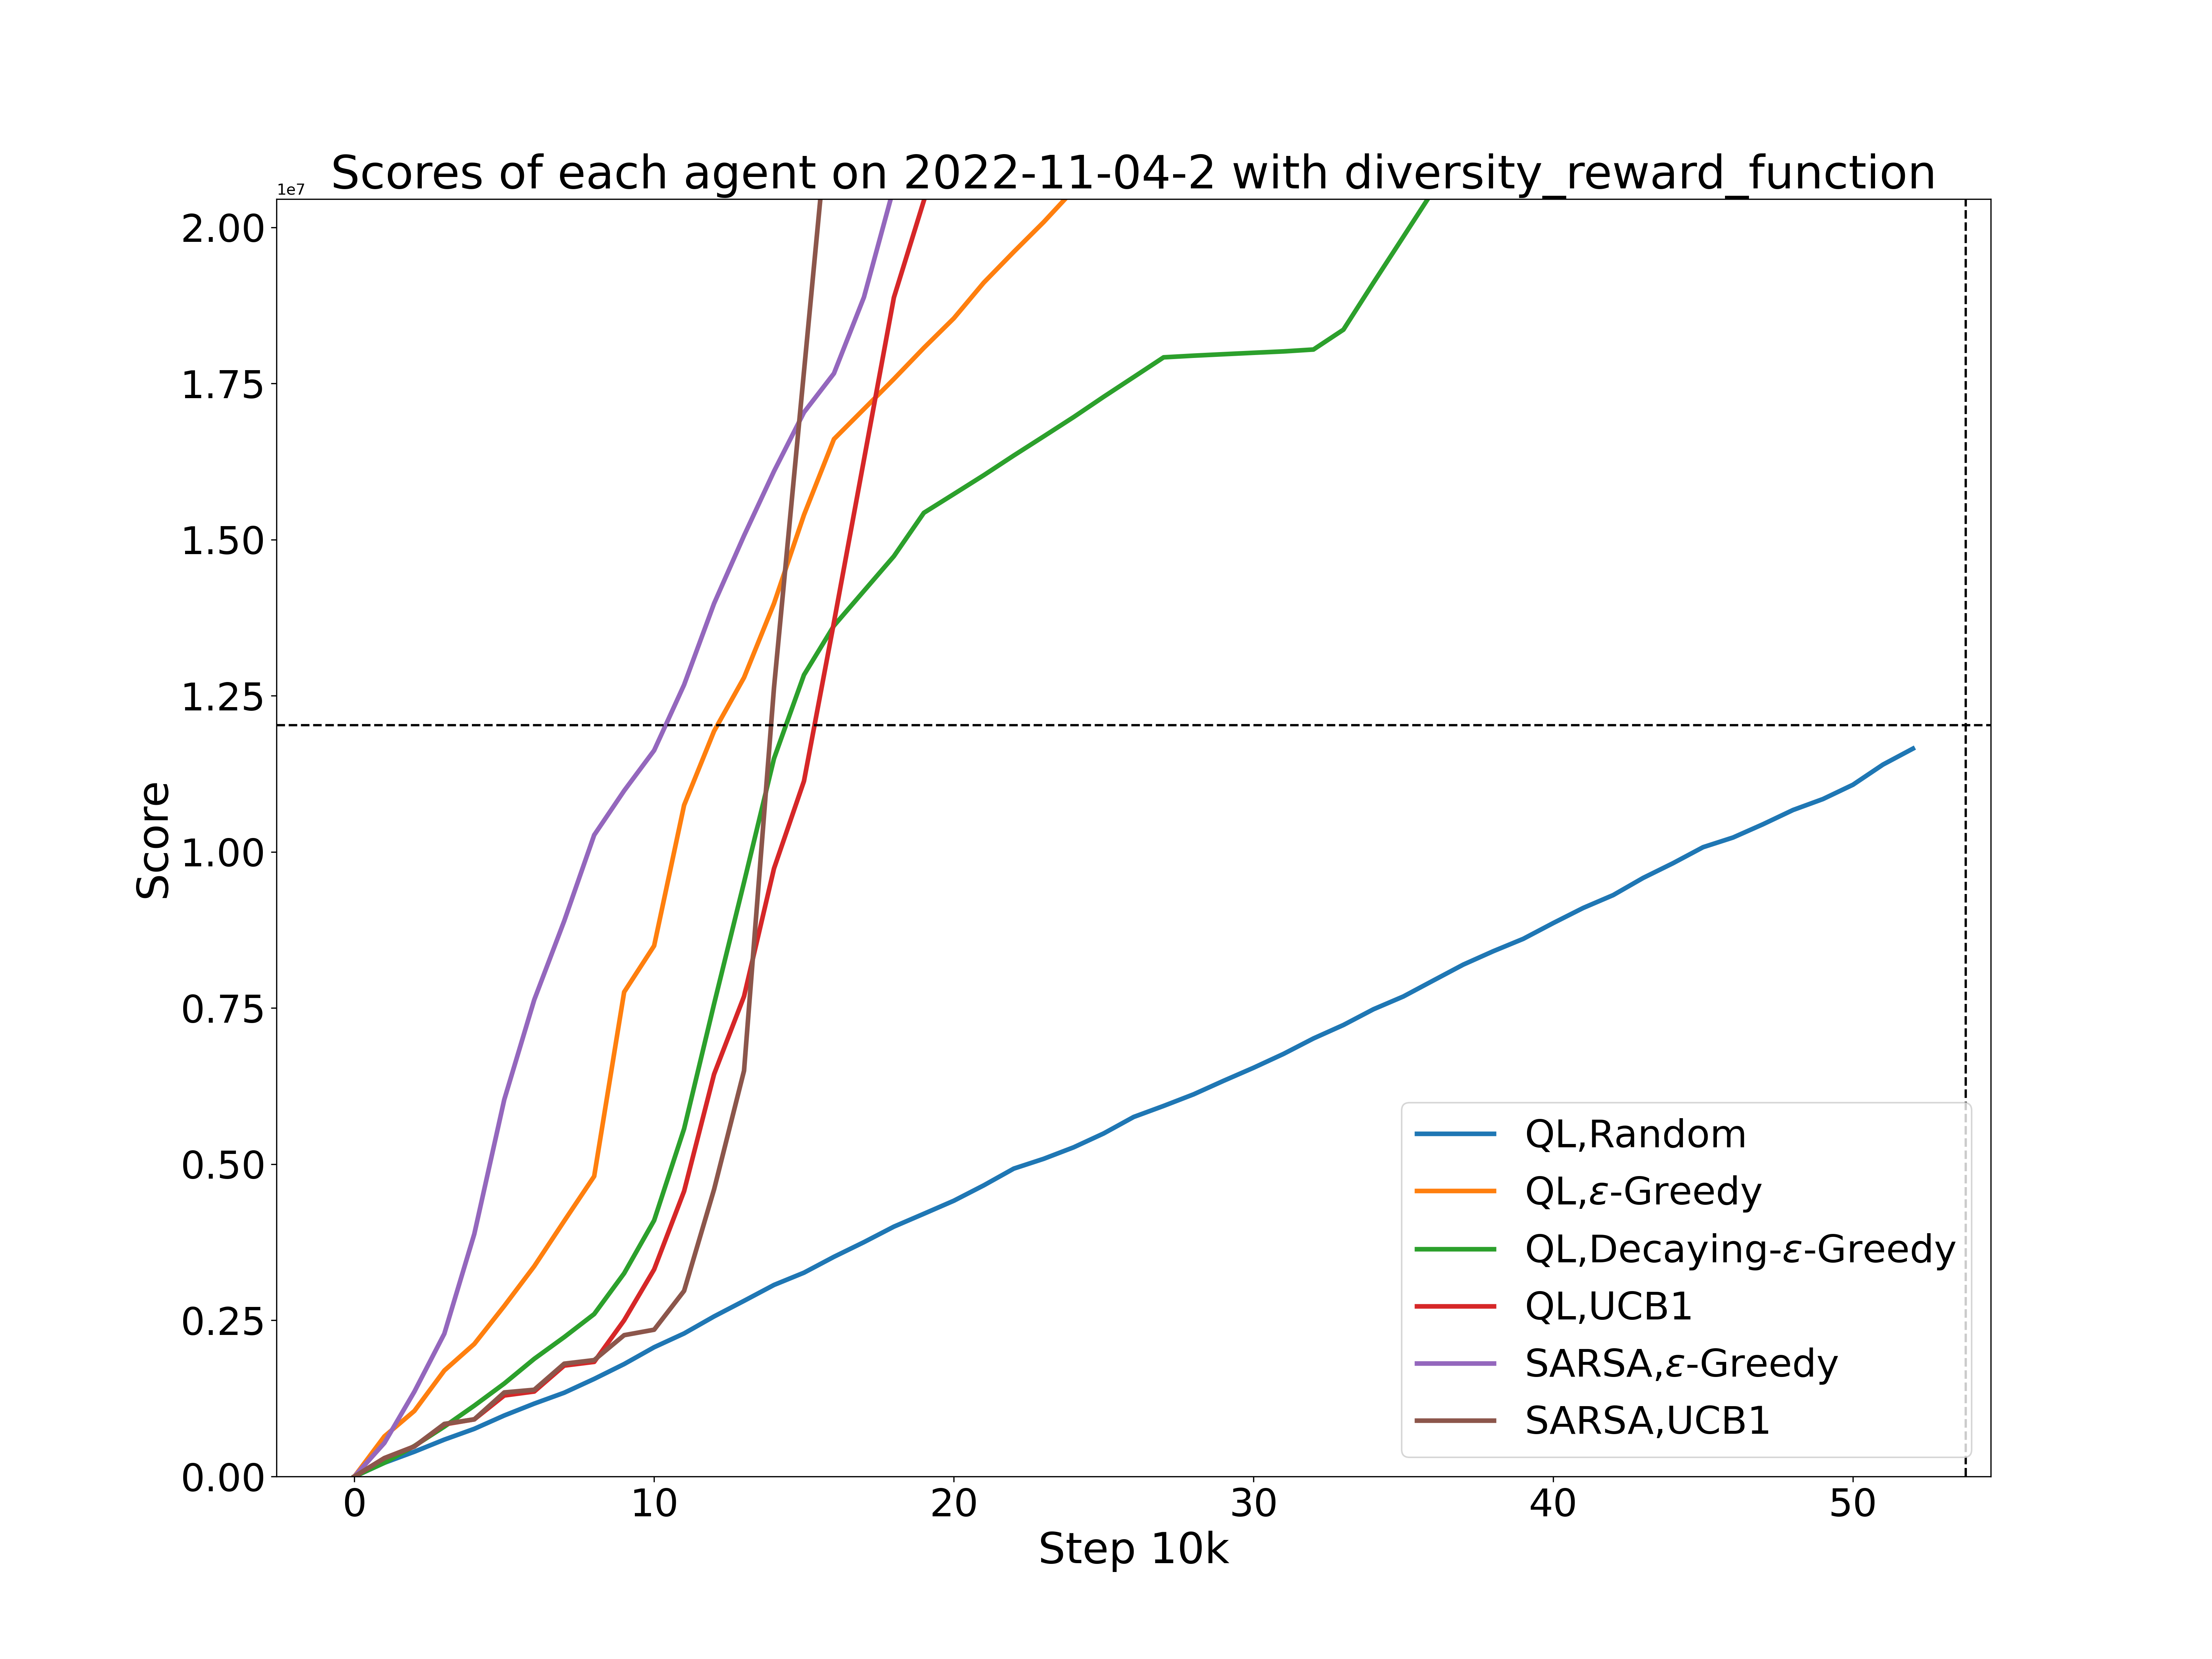 Scores of each agent on 2022-11-04-2 with diversity_reward_function
1e7
2.00
1.75
1.50
1.25
1.00
0.75
0.50
0.25
0.00
Score
0 10 20 30 40 50
Step 10k
QL,Random
QL,ε-Greedy
QL,Decaying-ε-Greedy
QL,UCB1
SARSA,ε-Greedy
SARSA,UCB1